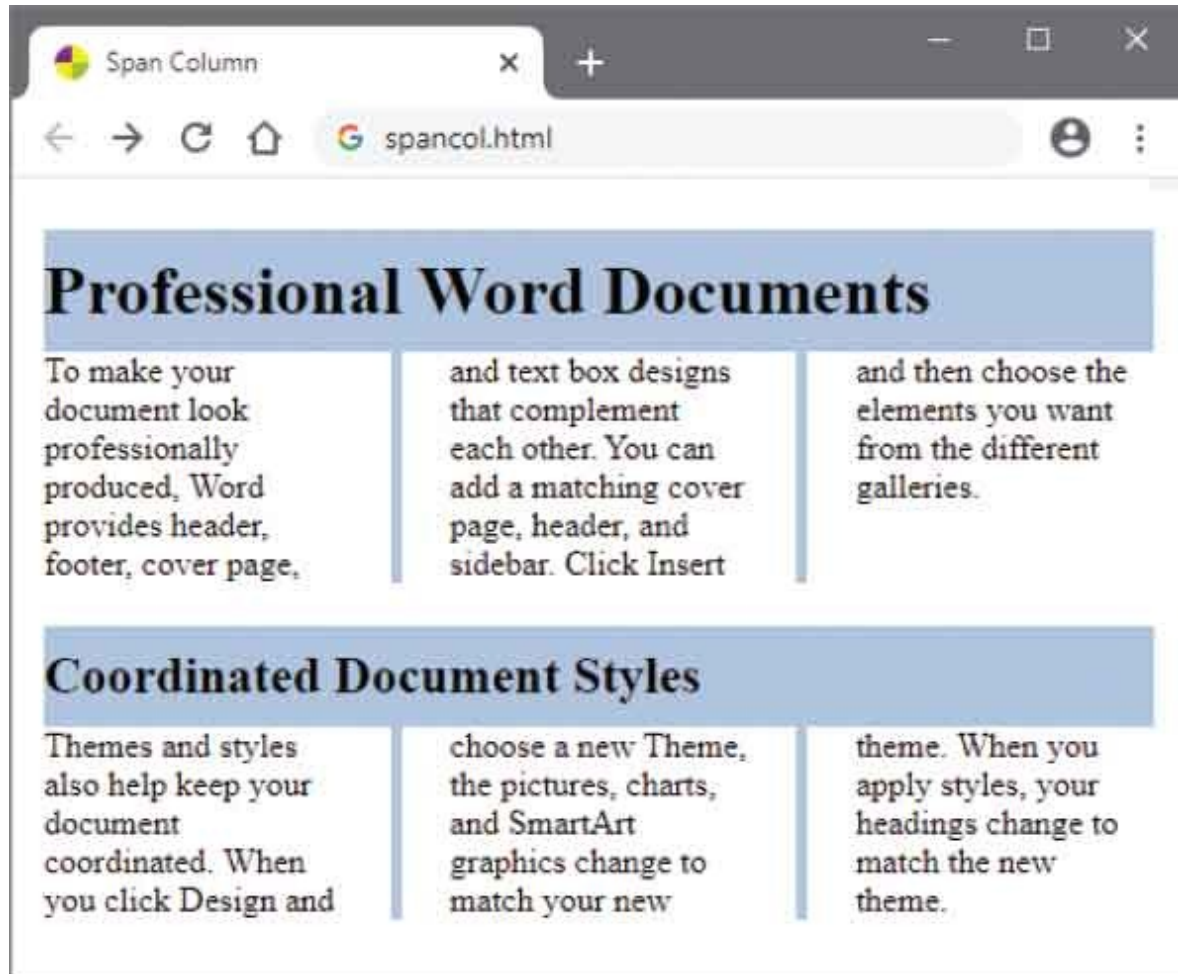 Span Column
spancol.html
Professional Word Documents
To make your
document look
professionally
produced, Word
provides header,
footer, cover page,
and text box designs
that complement
each other. You can
add a matching cover
page, header, and
sidebar. Click Insert
and then choose the
elements you want
from the different
galleries.
Coordinated Document Styles
Themes and styles
also help keep your
document
coordinated. When
you click Design and
choose a new Theme,
the pictures, charts,
and SmartArt
graphics change to
match your new
theme. When you
apply styles, your
headings change to
match the new
theme.